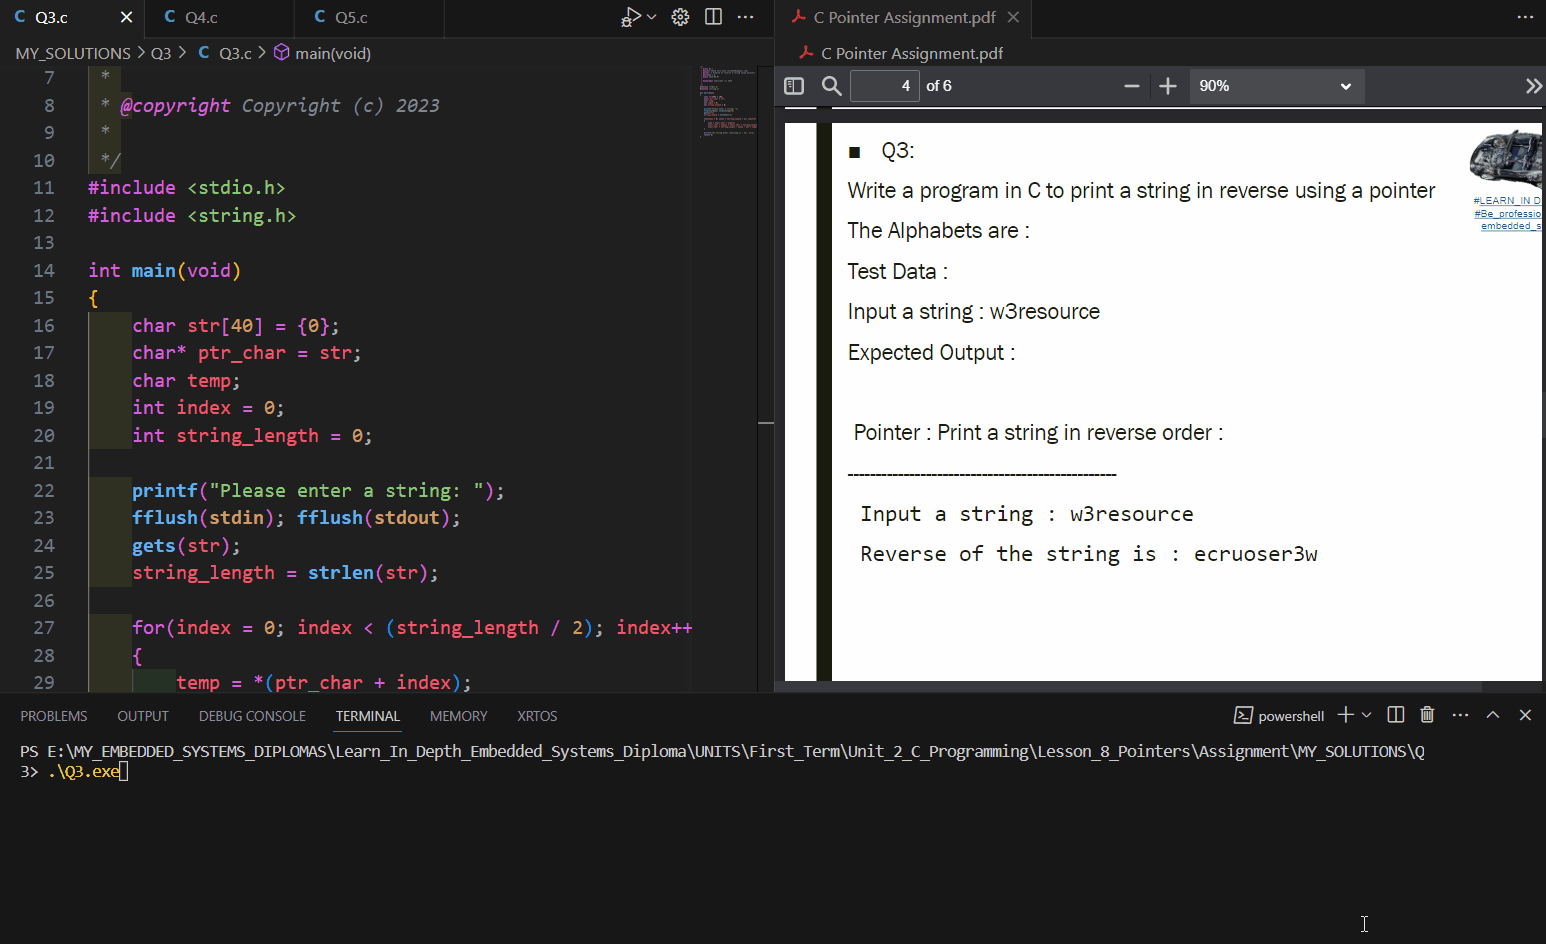 C Q3.c
C Q4.c
C Q5.c
MY_SOLUTIONS > Q3 > C Q3.c > main(void)
7 *
8 * @copyright Copyright (c) 2023
9 *
10 */
11 #include <stdio.h>
12 #include <string.h>
13
14 int main(void)
15 {
16 char str[40] = {0};
17 char* ptr_char = str;
18 char temp;
19 int index = 0;
20 int string_length = 0;
21
22 printf("Please enter a string: ");
23 fflush(stdin); fflush(stdout);
24 gets(str);
25 string_length = strlen(str);
26
27 for(index = 0; index < (string_length / 2); index++
28 {
29 temp = *(ptr_char + index);
C Pointer Assignment.pdf
C Pointer Assignment.pdf
4 of 6
90%
■ Q3:
Write a program in C to print a string in reverse using a pointer
The Alphabets are :
Test Data :
Input a string : w3resource
Expected Output :
Pointer : Print a string in reverse order :
------------------------------------------------
Input a string : w3resource
Reverse of the string is : ecruoser3w
#LEARN_IN D
#Be_professio
embedded_s
PROBLEMS OUTPUT DEBUG CONSOLE TERMINAL MEMORY XRTOS
powershell
PS E:\MY_EMBEDDED_SYSTEMS_DIPLOMAS\Learn_In_Depth_Embedded_Systems_Diploma\UNITS\First_Term\Unit_2_C_Programming\Lesson_8_Pointers\Assignment\MY_SOLUTIONS\Q
3> .\Q3.exe